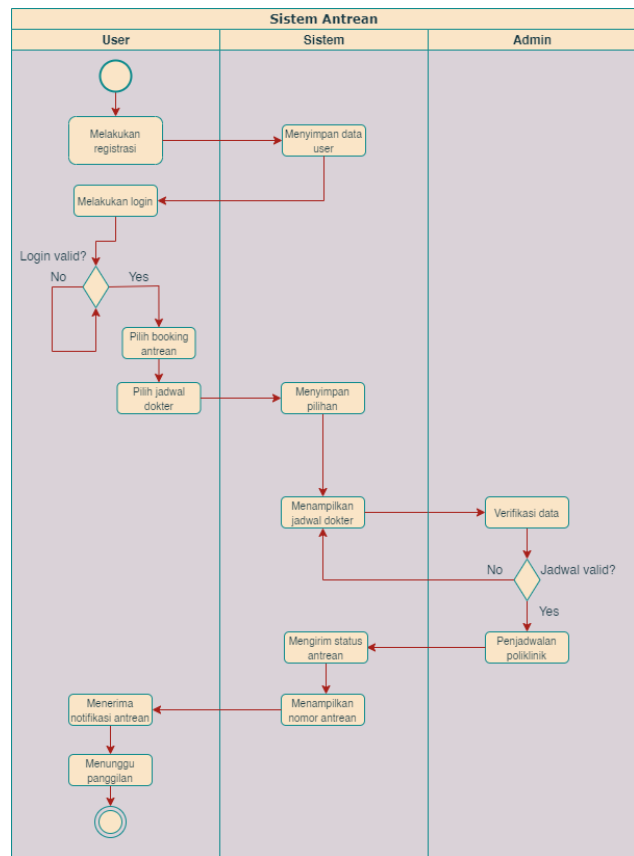 Sistem Antrean
User
Sistem
Admin
Melakukan
registrasi
Menyimpan data
user
Melakukan login
Login valid?
No
Yes
Pilih booking
antrean
Pilih jadwal
dokter
Menyimpan
pilihan
Menampilkan
jadwal dokter
Verifikasi data
No
Jadwal valid?
Yes
Mengirim status
antrean
Penjadwalan
poliklinik
Menerima
notifikasi antrean
Menampilkan
nomor antrean
Menunggu
panggilan